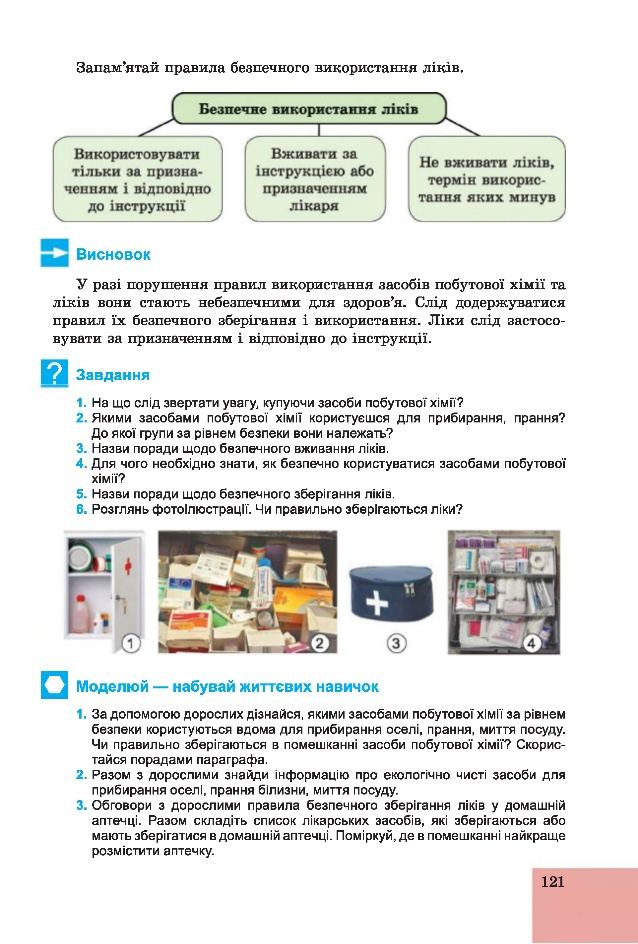 Запам’ятай правила безпечного використання ліків.
Безпечне використання ліків
Використовувати
тільки за призна-
ченням і відповідно
до інструкції
Вживати за
інструкцією або
призначенням
лікаря
Не вживати ліків,
термін викорис-
тання яких минув
Висновок
У разі порушення правил використання засобів побутової хімії та
ліків вони стають небезпечними для здоров’я. Слід додержуватися
правил їх безпечного зберігання і використання. Ліки слід застосо-
вувати за призначенням і відповідно до інструкції.
? Завдання
1. На що слід звертати увагу, купуючи засоби побутової хімії?
2. Якими засобами побутової хімії користуєшся для прибирання, прання?
До якої групи за рівнем безпеки вони належать?
3. Назви поради щодо безпечного вживання ліків.
4. Для чого необхідно знати, як безпечно користуватися засобами побутової
хімії?
5. Назви поради щодо безпечного зберігання ліків.
6. Розглянь фотоілюстрації. Чи правильно зберігаються ліки?
1
2
3
4
Моделюй — набувай життєвих навичок
1. За допомогою дорослих дізнайся, якими засобами побутової хімії за рівнем
безпеки користуються вдома для прибирання оселі, прання, миття посуду.
Чи правильно зберігаються в помешканні засоби побутової хімії? Скорис-
тайся порадами параграфа.
2. Разом з дорослими знайди інформацію про екологічно чисті засоби для
прибирання оселі, прання білизни, миття посуду.
3. Обговори з дорослими правила безпечного зберігання ліків у домашній
аптечці. Разом складіть список лікарських засобів, які зберігаються або
мають зберігатися в домашній аптечці. Поміркуй, де в помешканні найкраще
розмістити аптечку.
121